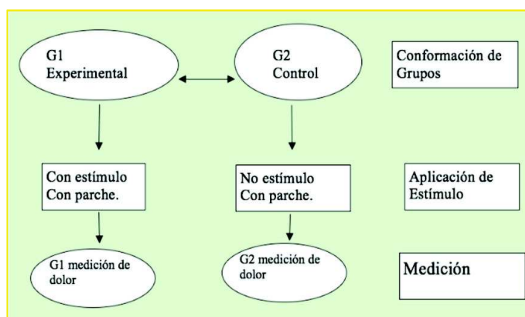 G1
Experimental
G2
Control
Conformación de
Grupos
Con estímulo
Con parche.
No estímulo
Con parche.
Aplicación de
Estímulo
G1 medición de
dolor
G2 medición de
dolor
Medición